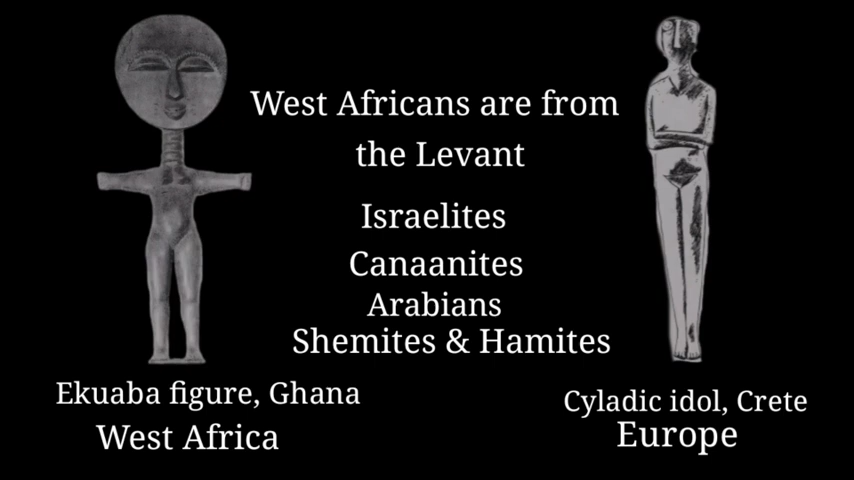 West Africans are from
the Levant
Israelites
Canaanites
Arabians
Shemites & Hamites
Ekuaba figure, Ghana
West Africa
Cyladic idol, Crete
Europe